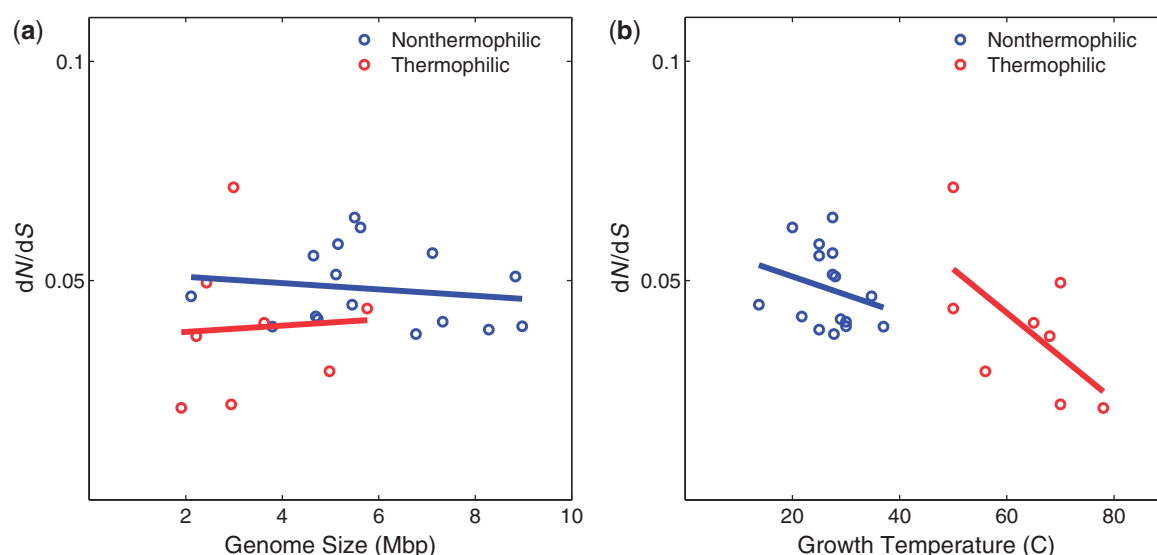 (a)
Nonthermophilic
Thermophilic
0.1
0.05
dN/dS
2 4 6 8 10
Genome Size (Mbp)
(b)
Nonthermophilic
Thermophilic
0.1
0.05
dN/dS
20 40 60 80
Growth Temperature (C)